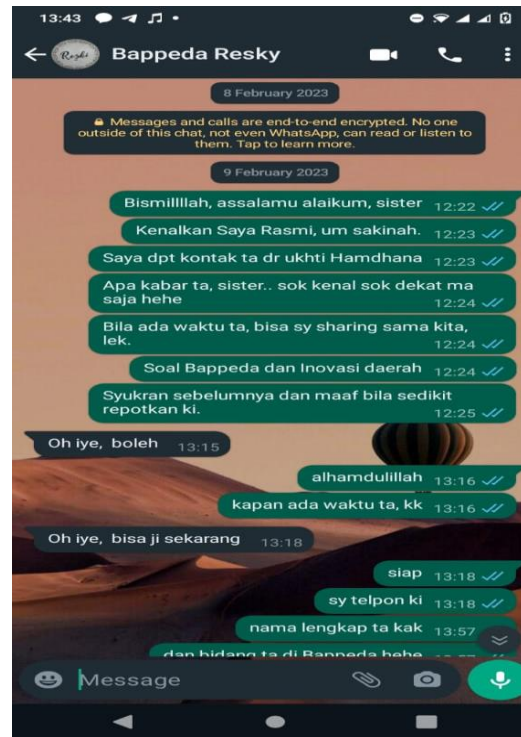 13:43
Bappeda Resky
8 February 2023
Messages and calls are end-to-end encrypted. No one
outside of this chat, not even WhatsApp, can read or listen to
them. Tap to learn more.
9 February 2023
Bismillllah, assalamu alaikum, sister 12:22
Kenalkan Saya Rasmi, um sakinah. 12:23
Saya dpt kontak ta dr ukhti Hamdhana 12:23
Apa kabar ta, sister.. sok kenal sok dekat ma
saja hehe 12:24
Bila ada waktu ta, bisa sy sharing sama kita,
lek. 12:24
Soal Bappeda dan Inovasi daerah 12:24
Syukran sebelumnya dan maaf bila sedikit
repotkan ki. 12:25
Oh iye, boleh 13:15
alhamdulillah 13:16
kapan ada waktu ta, kk 13:16
Oh iye, bisa ji sekarang 13:18
siap 13:18
sy telpon ki 13:18
nama lengkap ta kak 13:57
dan bidang ta di Bappeda hehe
Message